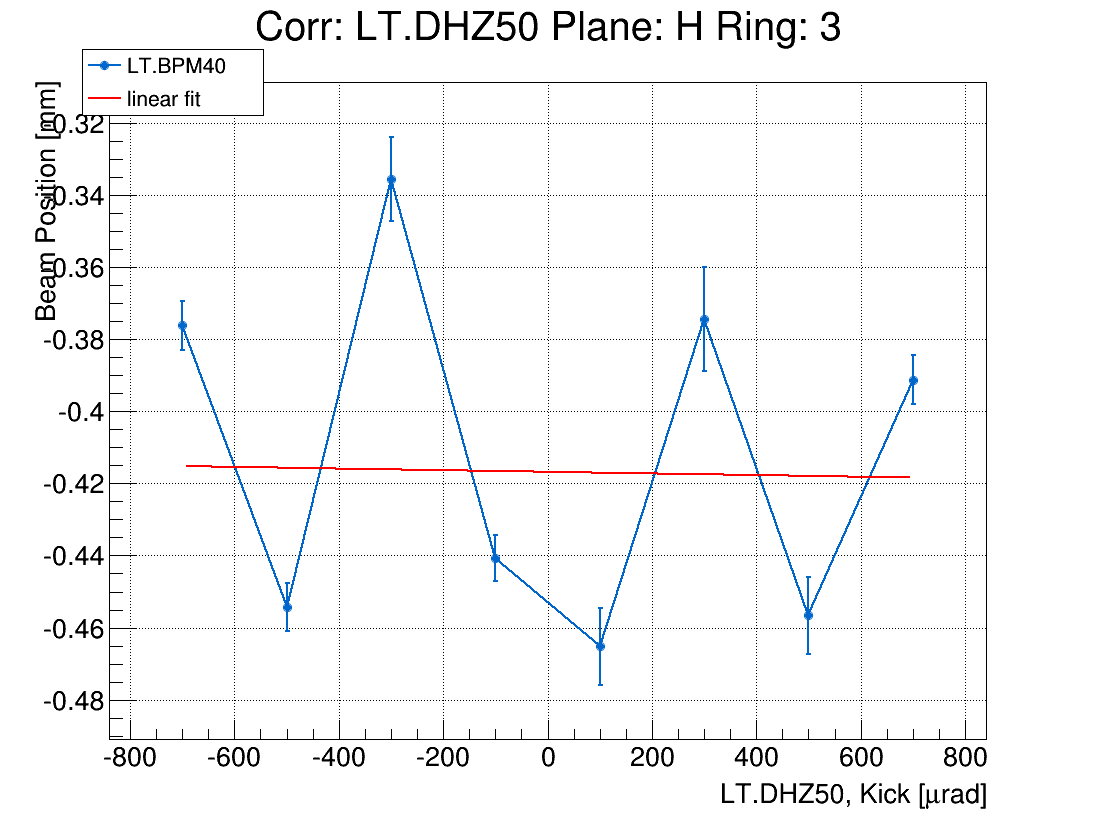 Corr: LT.DHZ50 Plane: H Ring: 3
LT.BPM40
linear fit
Beam Position [mm]
-0.32
-0.34
-0.36
-0.38
-0.4
-0.42
-0.44
-0.46
-0.48
-800 -600 -400 -200 0 200 400 600 800
LT.DHZ50, Kick [μrad]